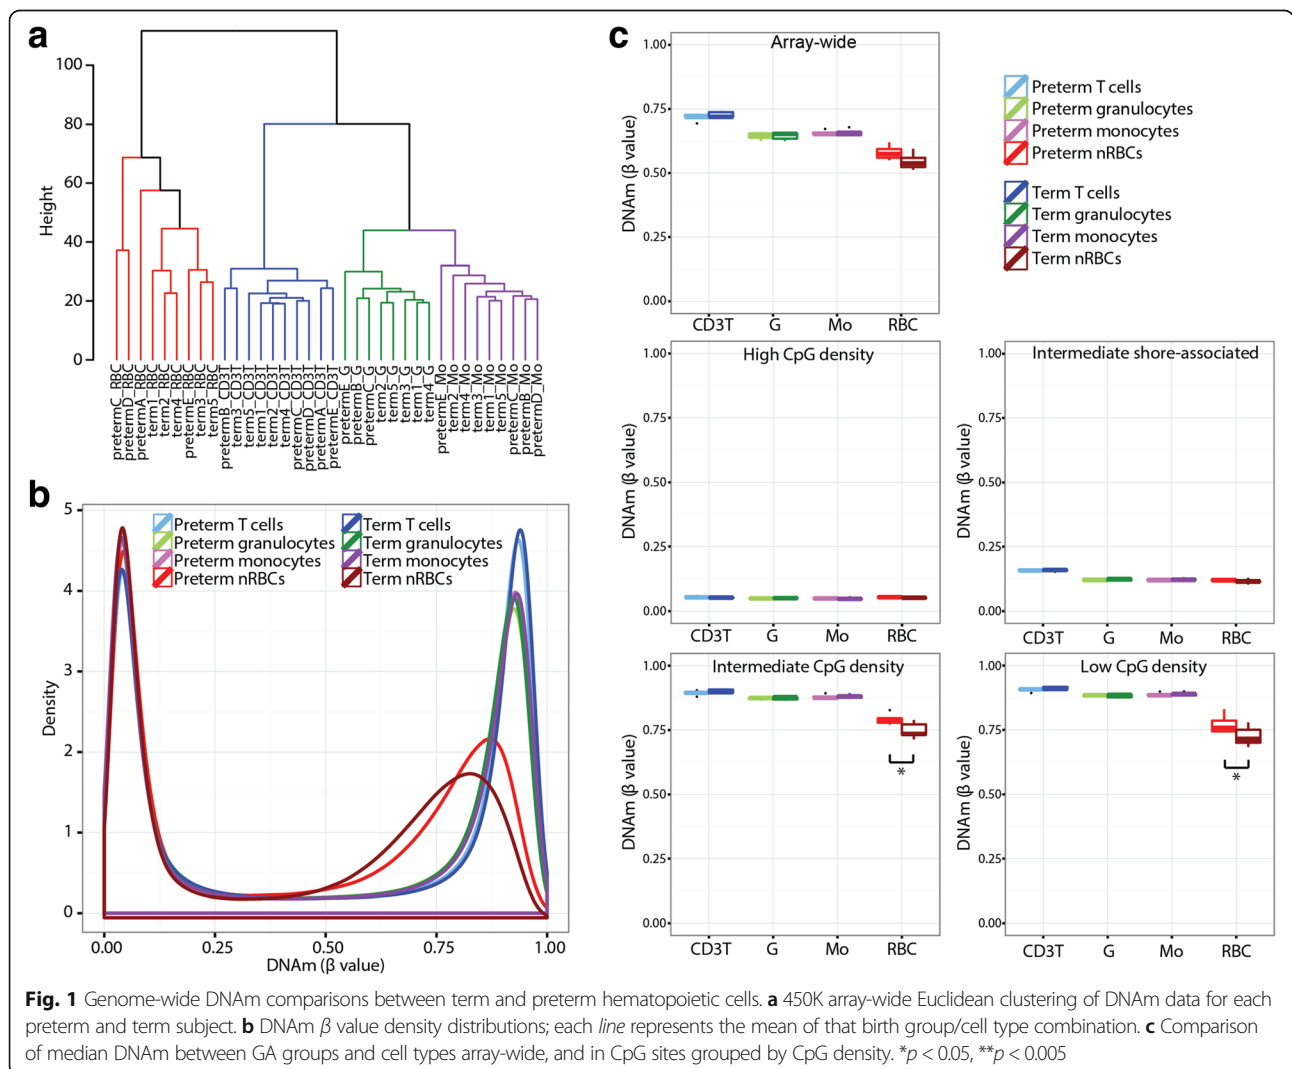 a
Height
100
80
60
40
20
0
pretermC_RBC
pretermD_RBC
pretermA_RBC
term1_RBC
term2_RBC
term4_RBC
pretermE_RBC
term3_RBC
term5_RBC
pretermB_CD3T
term3_CD3T
term5_CD3T
term1_CD3T
term2_CD3T
term4_CD3T
pretermC_CD3T
pretermD_CD3T
pretermA_CD3T
pretermE_CD3T
pretermE_G
pretermB_G
pretermC_G
term2_G
term5_G
term3_G
term1_G
term4_G
pretermE_Mo
term2_Mo
term4_Mo
term3_Mo
term1_Mo
term5_Mo
pretermC_Mo
pretermB_Mo
pretermD_Mo
b
Density
5
4
3
2
1
0
Preterm T cells
Preterm granulocytes
Preterm monocytes
Preterm nRBCs
Term T cells
Term granulocytes
Term monocytes
Term nRBCs
0.00 0.25 0.50 0.75 1.00
DNAm (β value)
c
Array-wide
DNAm (β value)
1.00
0.75
0.50
0.25
0.00
CD3T G Mo RBC
Preterm T cells
Preterm granulocytes
Preterm monocytes
Preterm nRBCs
Term T cells
Term granulocytes
Term monocytes
Term nRBCs
High CpG density
DNAm (β value)
1.00
0.75
0.50
0.25
0.00
CD3T G Mo RBC
Intermediate shore-associated
DNAm (β value)
1.00
0.75
0.50
0.25
0.00
CD3T G Mo RBC
Intermediate CpG density
DNAm (β value)
1.00
0.75
0.50
0.25
0.00
*
CD3T G Mo RBC
Low CpG density
DNAm (β value)
1.00
0.75
0.50
0.25
0.00
*
CD3T G Mo RBC
Fig. 1 Genome-wide DNAm comparisons between term and preterm hematopoietic cells. a 450K array-wide Euclidean clustering of DNAm data for each
preterm and term subject. b DNAm β value density distributions; each line represents the mean of that birth group/cell type combination. c Comparison
of median DNAm between GA groups and cell types array-wide, and in CpG sites grouped by CpG density. *p < 0.05, **p < 0.005